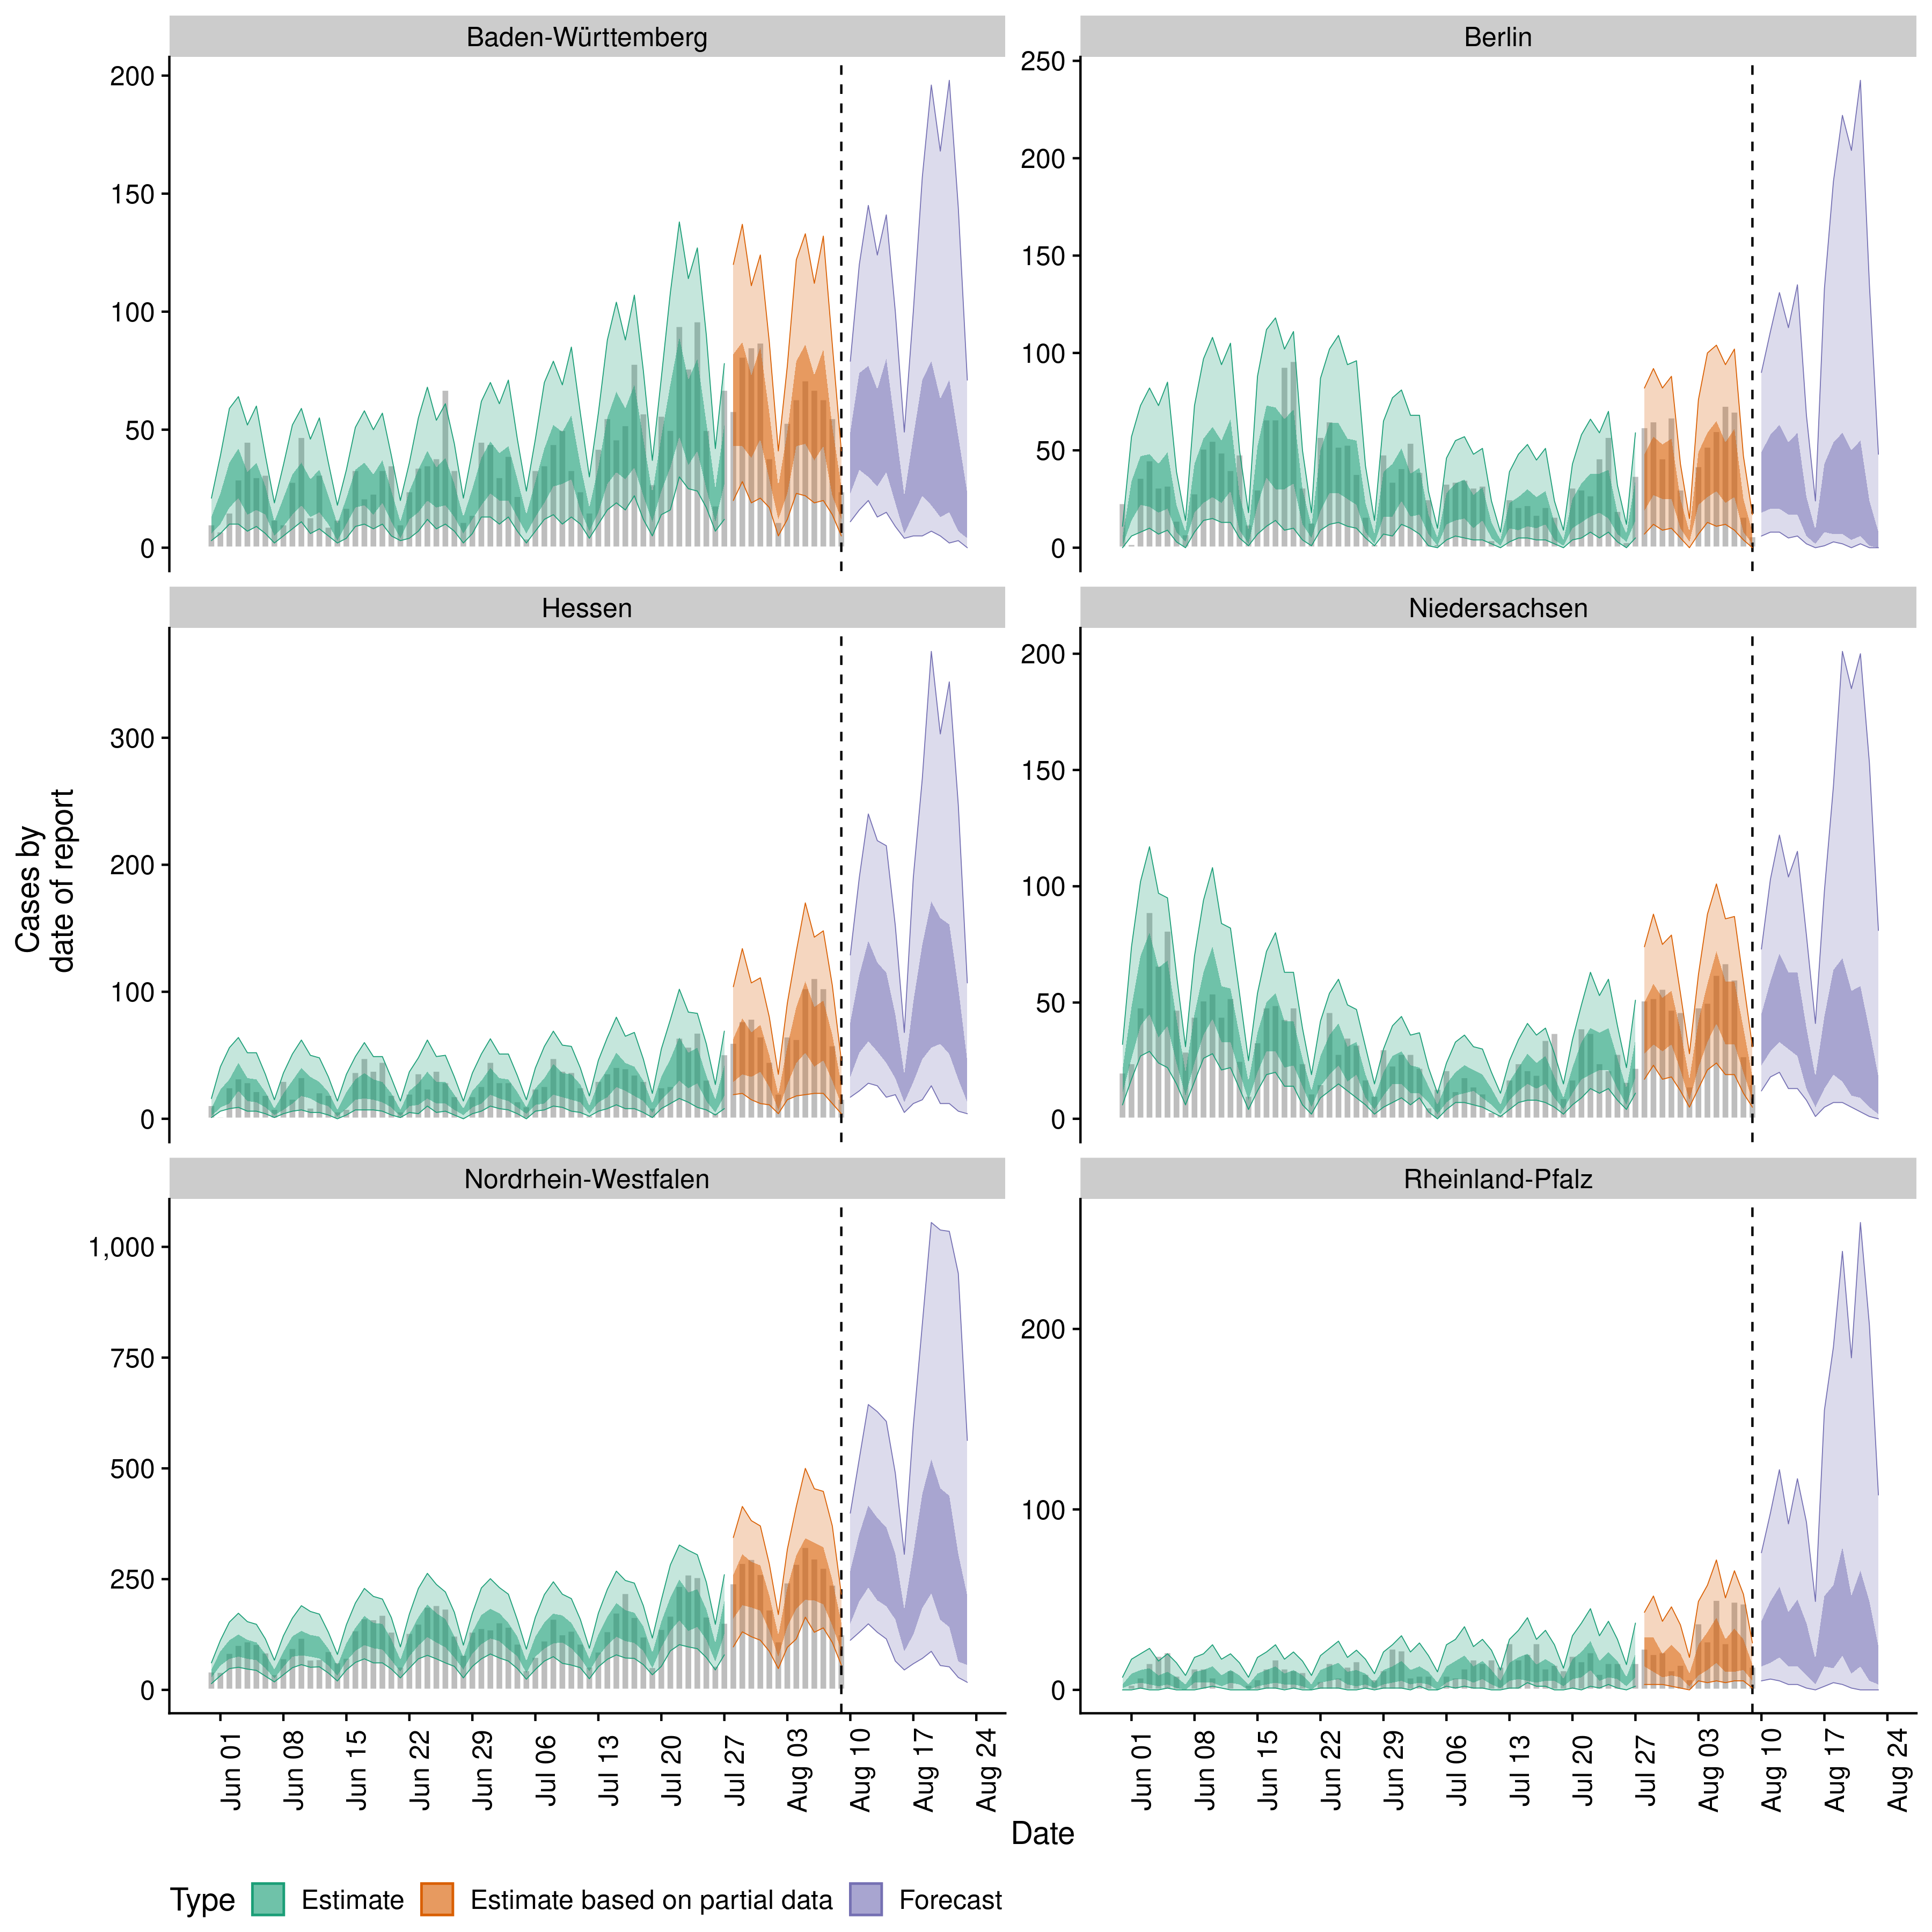 Baden-Württemberg
Berlin
200
150
100
50
0
250
200
150
100
50
0
Hessen
Niedersachsen
300
200
100
0
200
150
100
50
0
Cases by
date of report
Nordrhein-Westfalen
Rheinland-Pfalz
1,000
750
500
250
0
200
100
0
Jun 01
Jun 08
Jun 15
Jun 22
Jun 29
Jul 06
Jul 13
Jul 20
Jul 27
Aug 03
Aug 10
Aug 17
Aug 24
Jun 01
Jun 08
Jun 15
Jun 22
Jun 29
Jul 06
Jul 13
Jul 20
Jul 27
Aug 03
Aug 10
Aug 17
Aug 24
Date
Type Estimate Estimate based on partial data Forecast